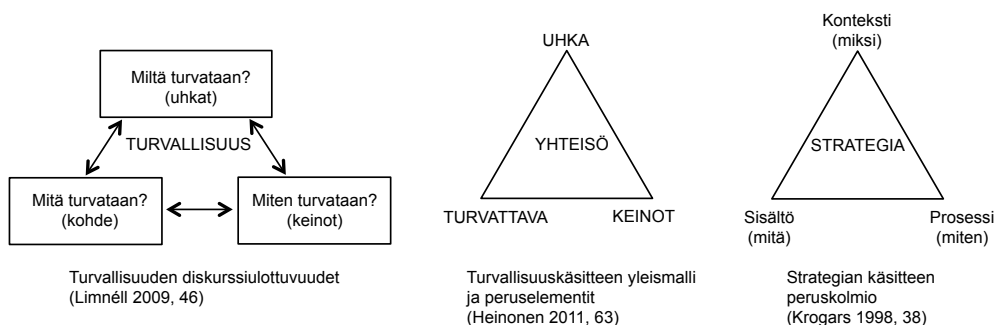 Miltä turvataan?
(uhkat)
TURVALLISUUS
Mitä turvataan?
(kohde)
Miten turvataan?
(keinot)
Turvallisuuden diskurssiulottuvuudet
(Limnéll 2009, 46)
UHKA
YHTEISÖ
TURVATTAVA
KEINOT
Turvallisuuskäsitteen yleismalli
ja peruselementit
(Heinonen 2011, 63)
Konteksti
(miksi)
STRATEGIA
Sisältö
(mitä)
Prosessi
(miten)
Strategian käsitteen
peruskolmio
(Krogars 1998, 38)